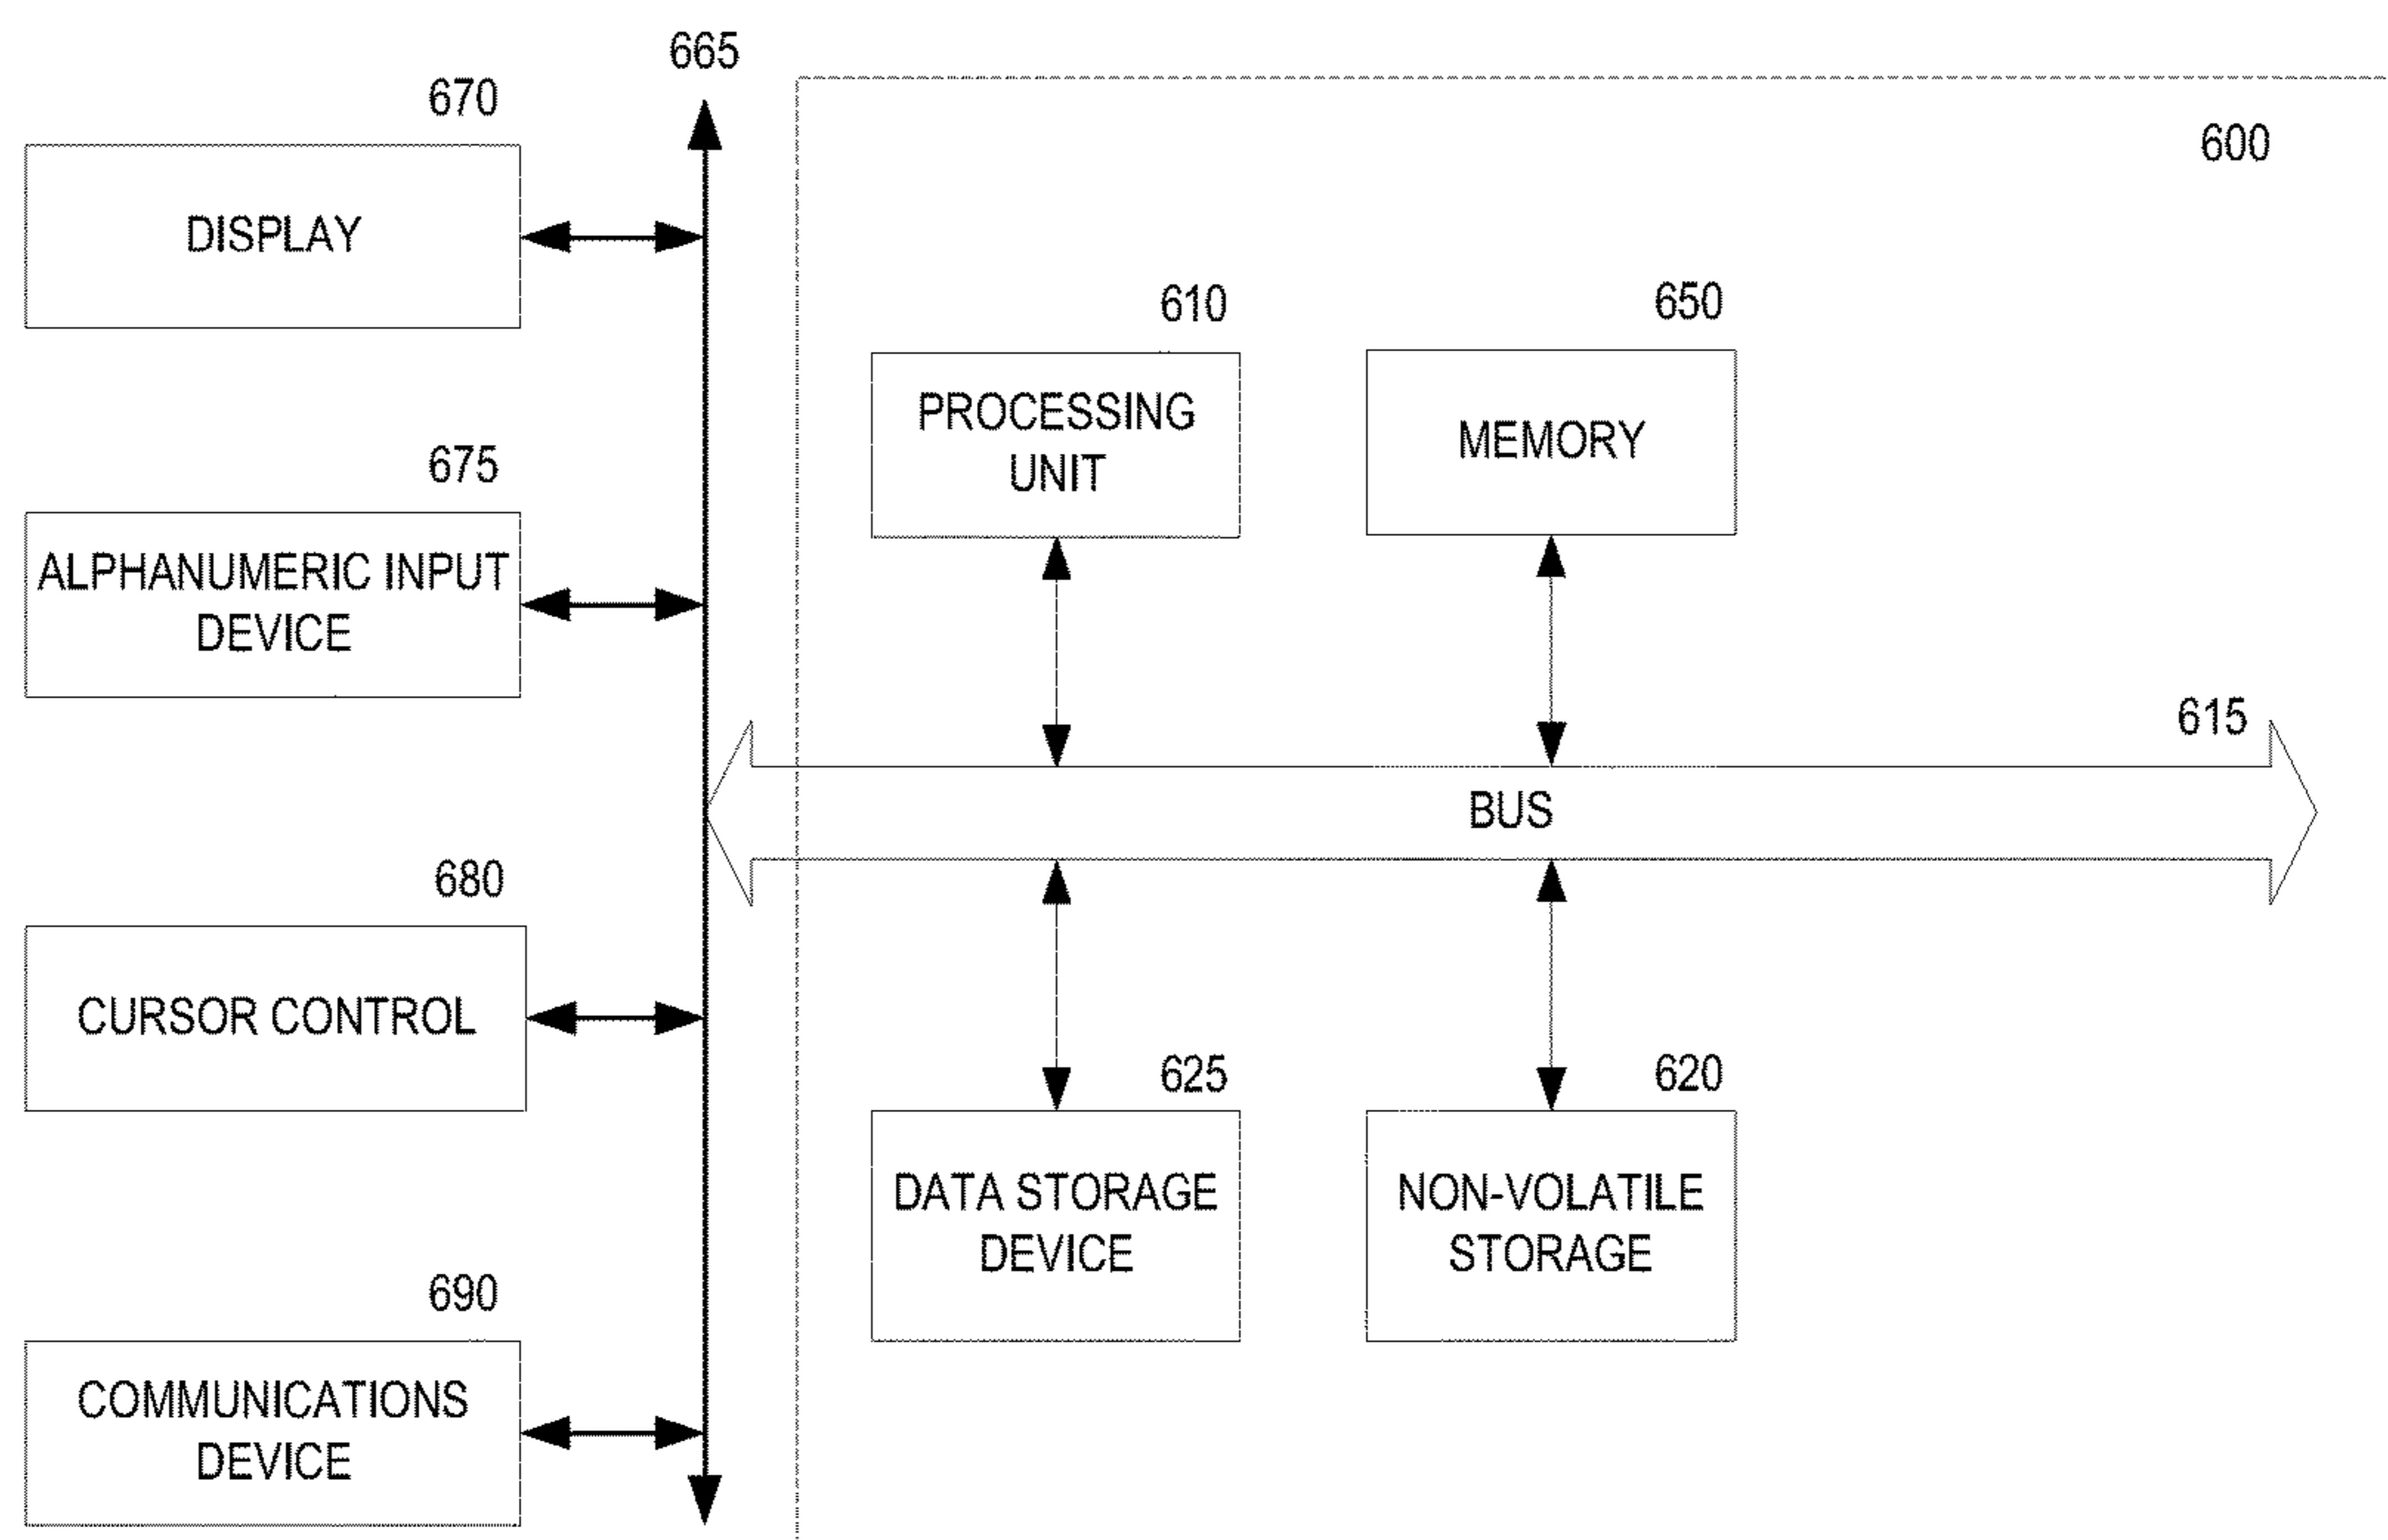 665
670
600
DISPLAY
610
650
PROCESSING
UNIT
MEMORY
675
ALPHANUMERIC INPUT
DEVICE
615
BUS
680
CURSOR CONTROL
625
620
DATA STORAGE
DEVICE
NON-VOLATILE
STORAGE
690
COMMUNICATIONS
DEVICE